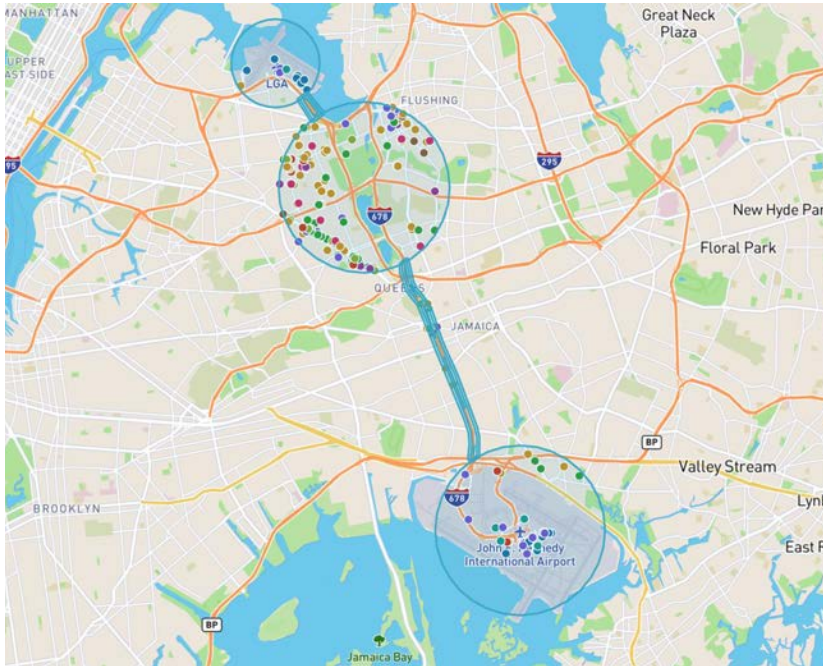 MANHATTAN
Great Neck
Plaza
UPPER
EAST SIDE
LGA
FLUSHING
95
295
678
New Hyde Par
Floral Park
QUEENS
JAMAICA
BP
Valley Stream
678
BROOKLYN
John F. Kennedy
International Airport
East R
BP
Jamaica Bay